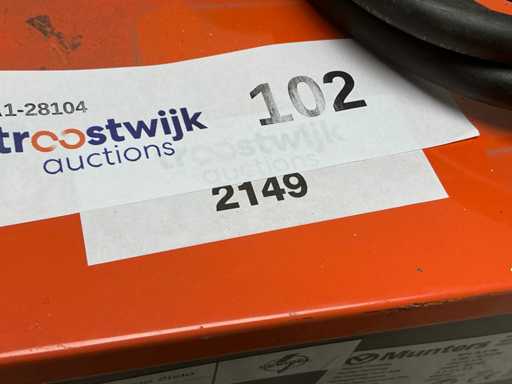 1-28104
102
troostwijk
auctions
2149
Munters